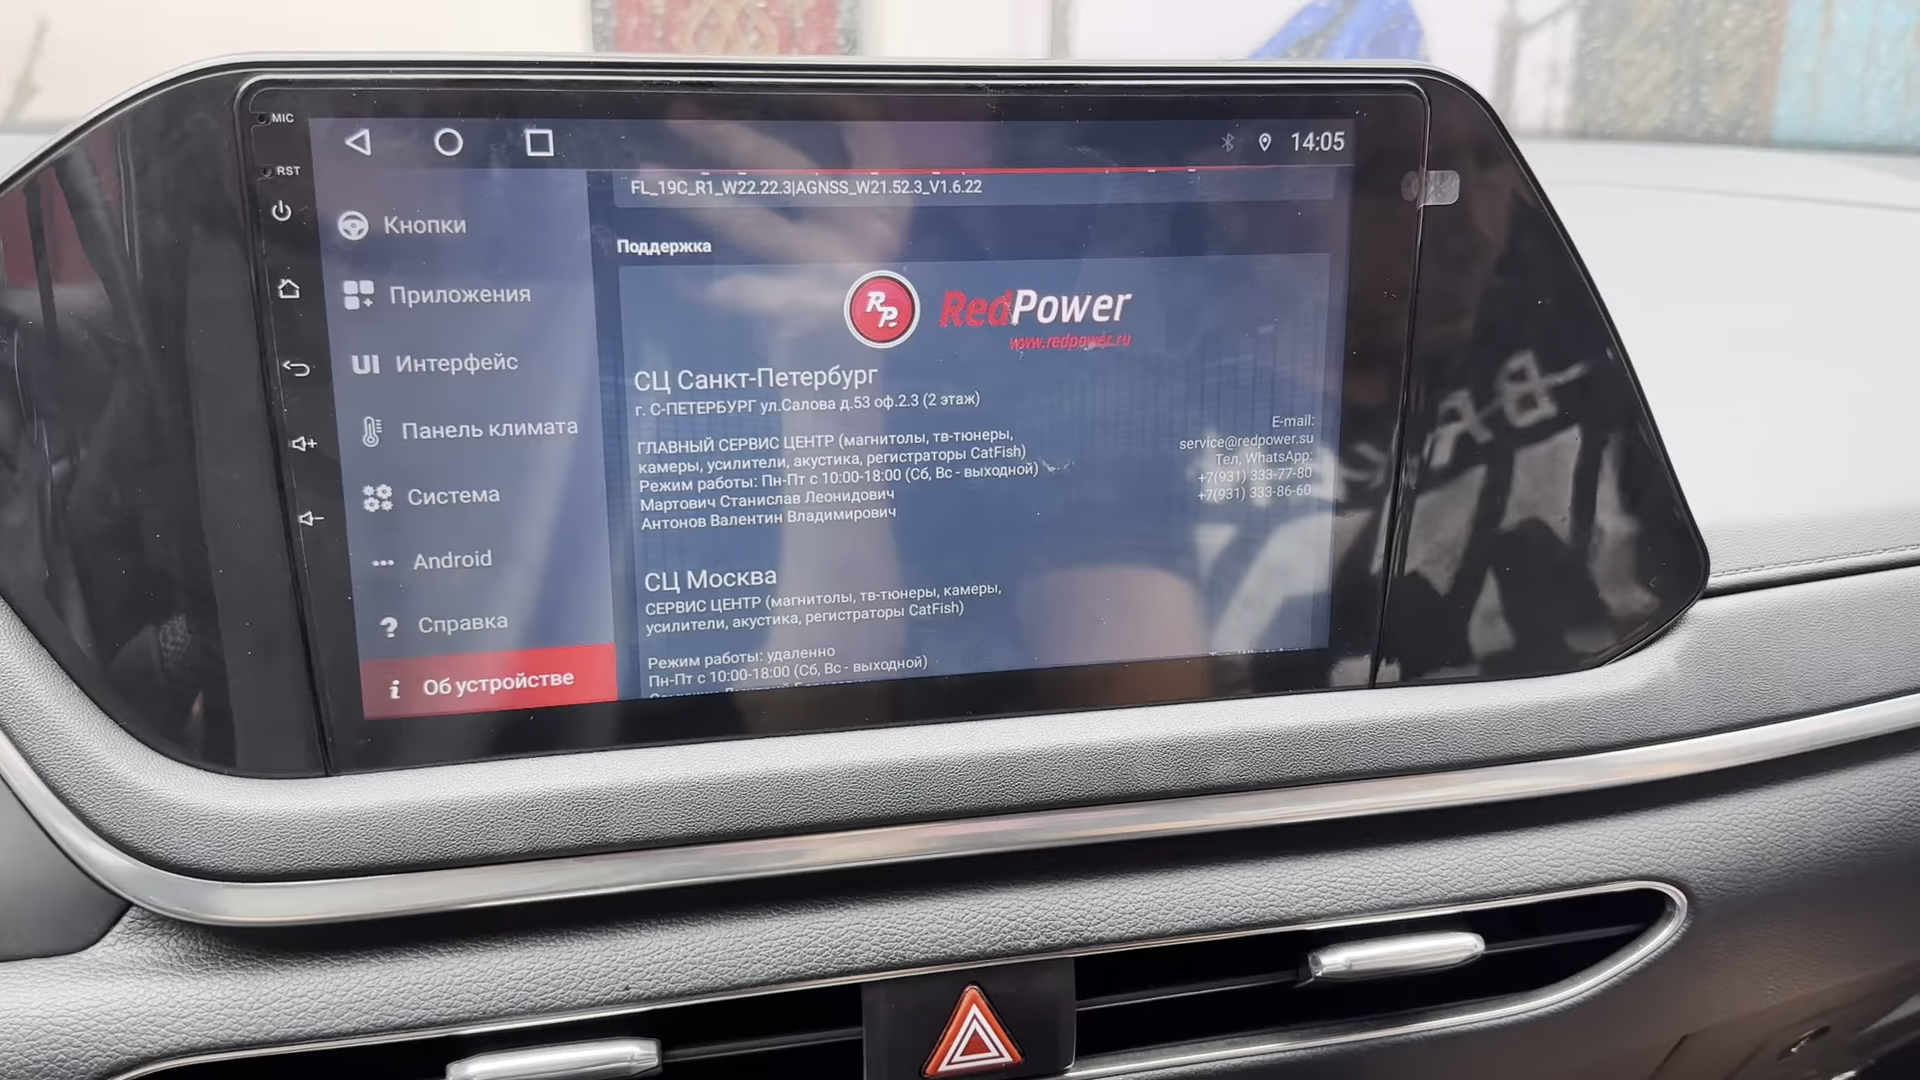 MIC
RST
14:05
FL_19C_R1_W22.22.3|AGNSS_W21.52.3_V1.6.22
Кнопки
Приложения
UI Интерфейс
Панель климата
Система
Android
? Справка
i Об устройстве
Поддержка
RP
RedPower
www.redpower.ru
СЦ Санкт-Петербург
г. С-ПЕТЕРБУРГ ул.Салова д.53 оф.2.3 (2 этаж)
ГЛАВНЫЙ СЕРВИС ЦЕНТР (магнитолы, тв-тюнеры,
камеры, усилители, акустика, регистраторы CatFish)
Режим работы: Пн-Пт с 10:00-18:00 (Сб, Вс - выходной)
Мартович Станислав Леонидович
Антонов Валентин Владимирович
E-mail:
service@redpower.su
Тел, WhatsApp:
+7(931) 333-77-80
+7(931) 333-86-60
СЦ Москва
СЕРВИС ЦЕНТР (магнитолы, тв-тюнеры, камеры,
усилители, акустика, регистраторы CatFish)
Режим работы: удаленно
Пн-Пт с 10:00-18:00 (Сб, Вс - выходной)